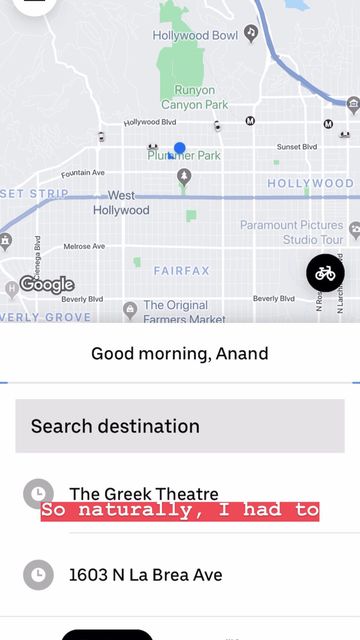 Hollywood Bowl
Runyon
Canyon Park
Hollywood Blvd
M
M
Sunset Blvd
Plummer Park
Fountain Ave
SET STRIP
West
Hollywood
HOLLYWOOD
Paramount Pictures
Studio Tour
Cienega Blvd
Melrose Ave
FAIRFAX
H
Google
N Ros
N Larch
Beverly Blvd
Beverly Blvd
VERLY GROVE
The Original
Farmers Market
Good morning, Anand
Search destination
The Greek Theatre
So naturally, I had to
1603 N La Brea Ave